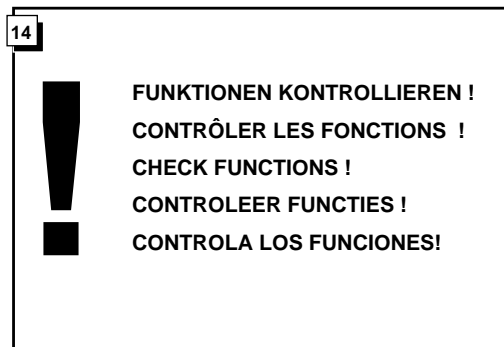 14
FUNKTIONEN KONTROLLIEREN !
CONTRÔLER LES FONCTIONS !
CHECK FUNCTIONS !
CONTROLEER FUNCTIES !
CONTROLA LOS FUNCIONES!